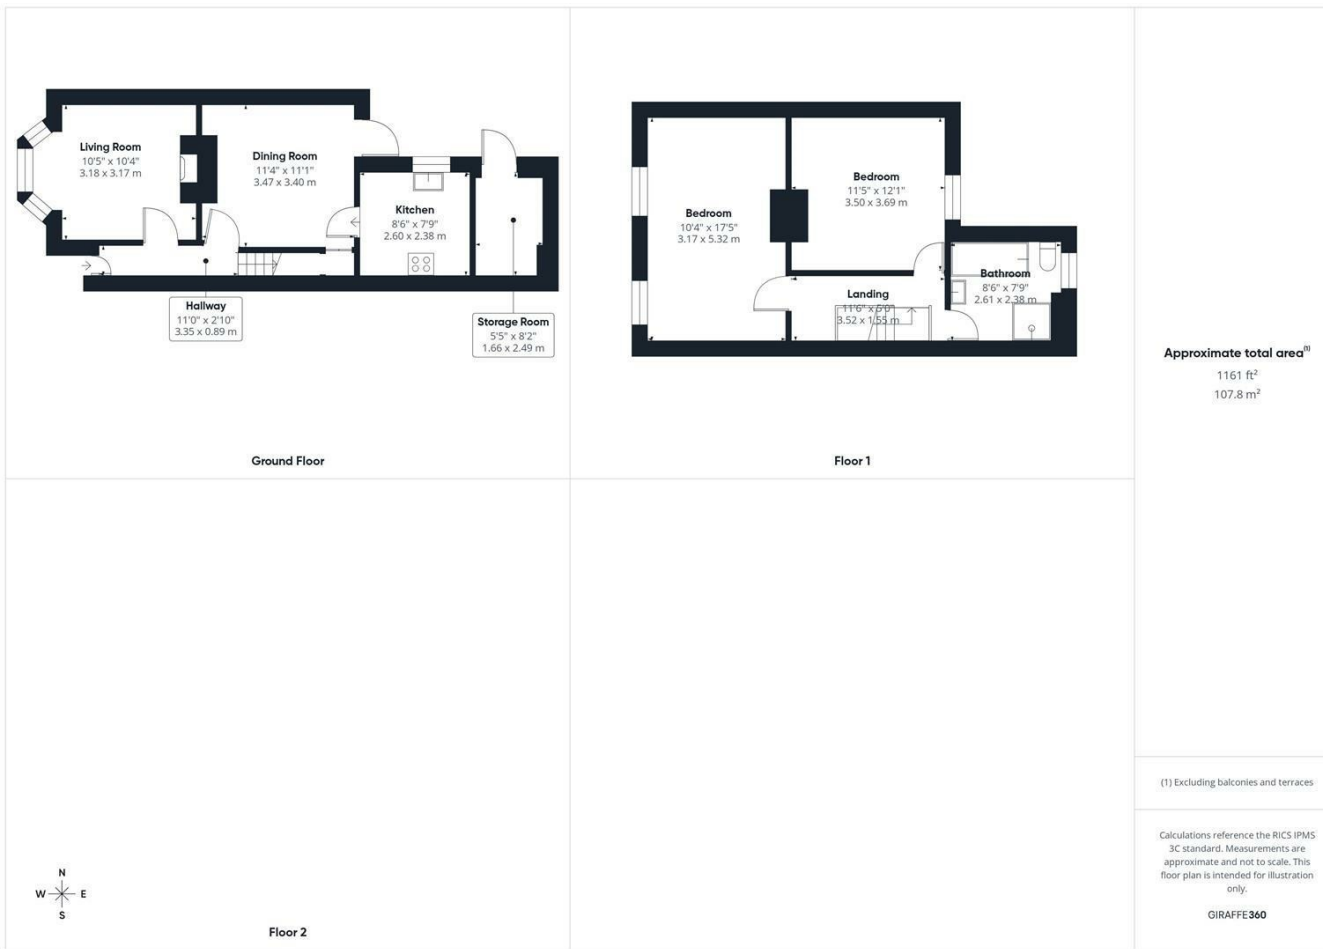 Living Room
10'5" x 10'4"
3.18 x 3.17 m
Dining Room
11'4" x 11'1"
3.47 x 3.40 m
Kitchen
8'6" x 7'9"
2.60 x 2.38 m
Hallway
11'0" x 2'10"
3.35 x 0.89 m
Storage Room
5'5" x 8'2"
1.66 x 2.49 m
Ground Floor
Bedroom
10'4" x 17'5"
3.17 x 5.32 m
Bedroom
11'5" x 12'1"
3.50 x 3.69 m
Landing
11'6" x 5'0"
3.52 x 1.55 m
Bathroom
8'6" x 7'9"
2.61 x 2.38 m
Floor 1
Approximate total area(1)
1161 ft²
107.8 m²
(1) Excluding balconies and terraces
Calculations reference the RICS IPMS
3C standard. Measurements are
approximate and not to scale. This
floor plan is intended for illustration
only.
GIRAFFE360
N
W E
S
Floor 2